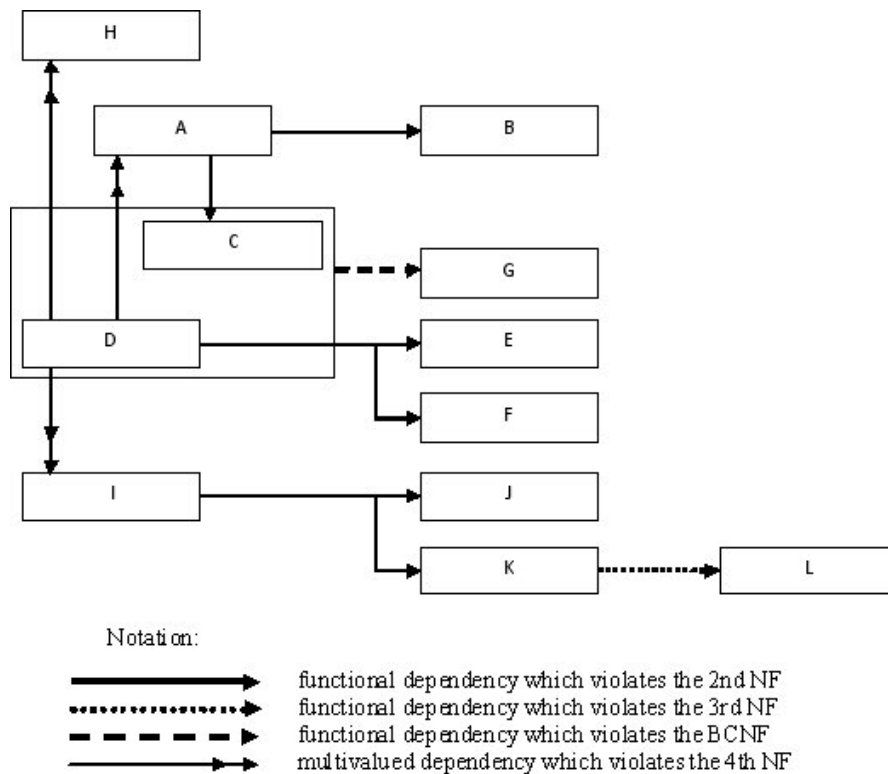 H
A B
C
G
D E
F
I J
K L
Notation:
functional dependency which violates the 2nd NF
functional dependency which violates the 3rd NF
functional dependency which violates the BCNF
multivalued dependency which violates the 4th NF